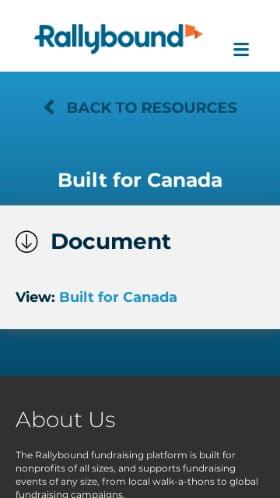 Rallybound
BACK TO RESOURCES
Built for Canada
Document
View: Built for Canada
About Us
The Rallybound fundraising platform is built for
nonprofits of all sizes, and supports fundraising
events of any size, from local walk-a-thons to global
fundraising campaigns.